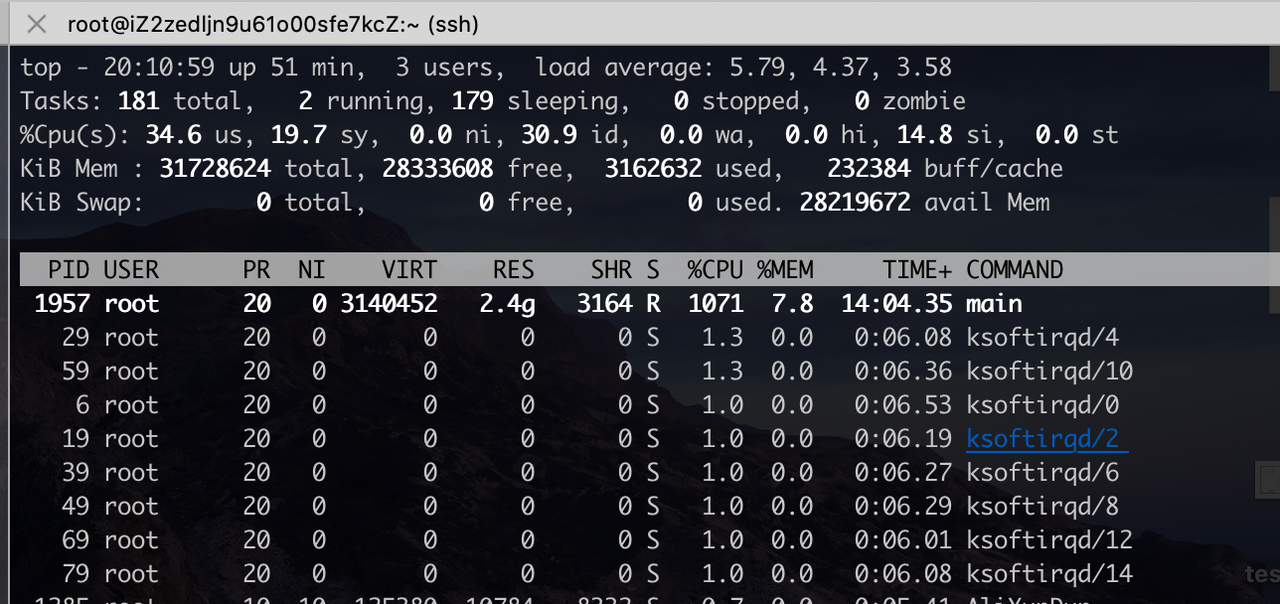 root@iZ2zedljn9u61o00sfe7kcZ:~ (ssh)
top - 20:10:59 up 51 min,  3 users,  load average: 5.79, 4.37, 3.58
Tasks: 181 total,   2 running, 179 sleeping,   0 stopped,   0 zombie
%Cpu(s): 34.6 us, 19.7 sy,  0.0 ni, 30.9 id,  0.0 wa,  0.0 hi, 14.8 si,  0.0 st
KiB Mem : 31728624 total, 28333608 free,  3162632 used,   232384 buff/cache
KiB Swap:        0 total,        0 free,        0 used. 28219672 avail Mem
PID USER      PR  NI    VIRT    RES    SHR S  %CPU %MEM     TIME+ COMMAND
1957 root      20   0 3140452   2.4g   3164 R  1071  7.8  14:04.35 main
29 root      20   0       0      0      0 S   1.3  0.0   0:06.08 ksoftirqd/4
59 root      20   0       0      0      0 S   1.3  0.0   0:06.36 ksoftirqd/10
6 root      20   0       0      0      0 S   1.0  0.0   0:06.53 ksoftirqd/0
19 root      20   0       0      0      0 S   1.0  0.0   0:06.19 ksoftirqd/2
39 root      20   0       0      0      0 S   1.0  0.0   0:06.27 ksoftirqd/6
49 root      20   0       0      0      0 S   1.0  0.0   0:06.29 ksoftirqd/8
69 root      20   0       0      0      0 S   1.0  0.0   0:06.01 ksoftirqd/12
79 root      20   0       0      0      0 S   1.0  0.0   0:06.08 ksoftirqd/14
tes